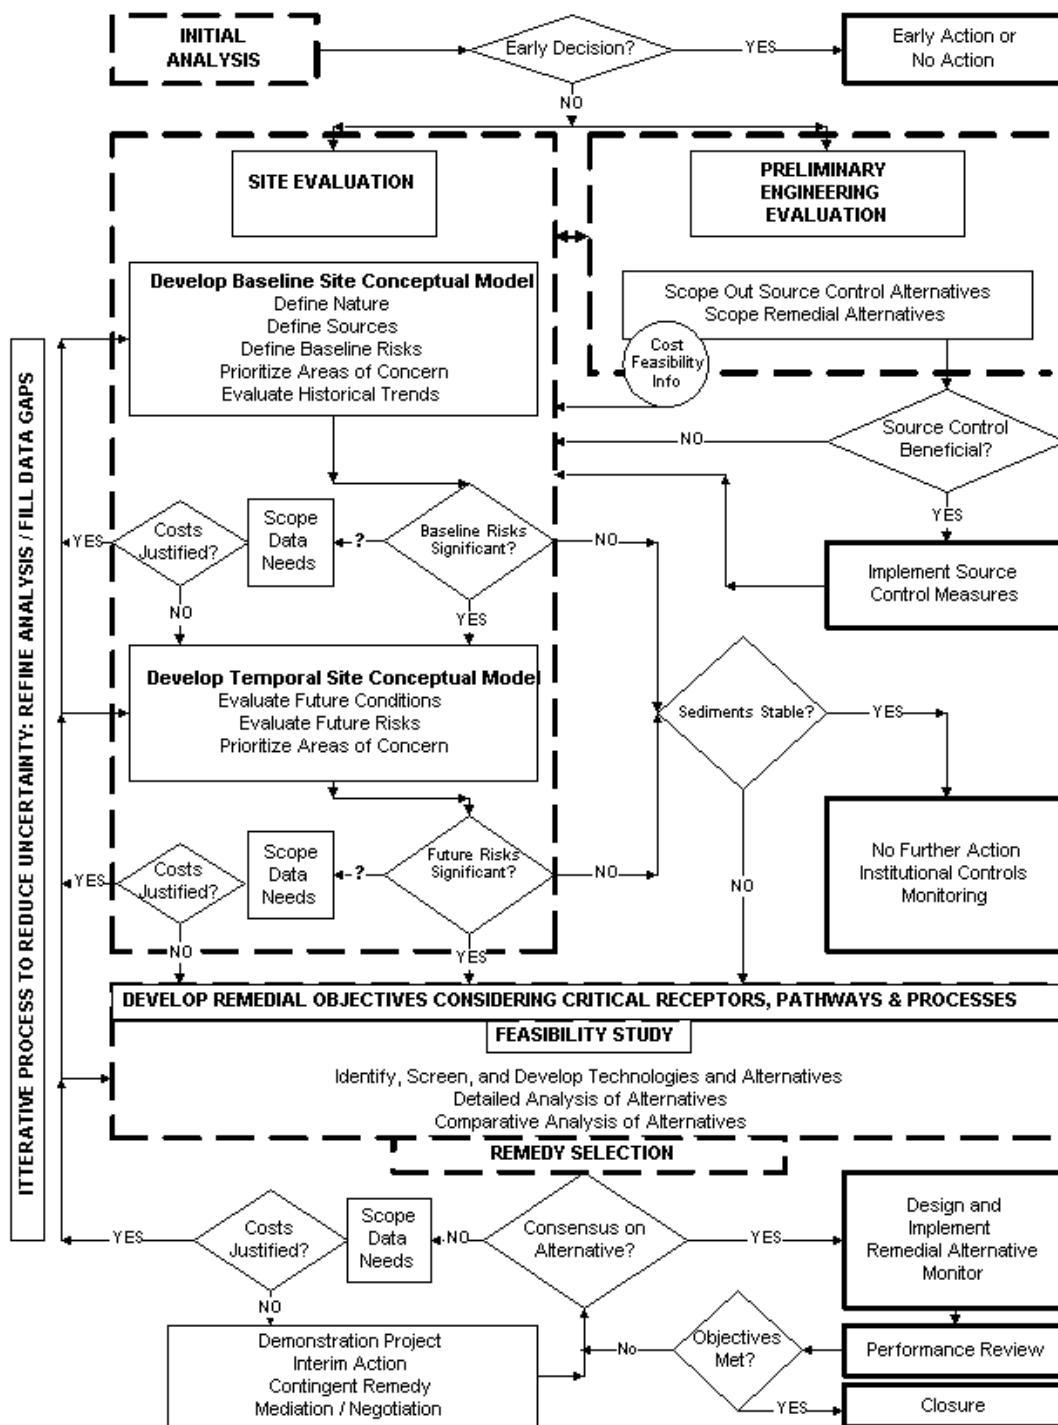 INITIAL
ANALYSIS
Early Decision?
YES
Early Action or
No Action
NO
SITE EVALUATION
PRELIMINARY
ENGINEERING
EVALUATION
Develop Baseline Site Conceptual Model
Define Nature
Define Sources
Define Baseline Risks
Prioritize Areas of Concern
Evaluate Historical Trends
Scope Out Source Control Alternatives
Scope Remedial Alternatives
Cost
Feasibility
Info
Source Control
Beneficial?
NO
YES
Implement Source
Control Measures
Baseline Risks
Significant?
?
Scope
Data
Needs
Costs
Justified?
YES
NO
YES
NO
Develop Temporal Site Conceptual Model
Evaluate Future Conditions
Evaluate Future Risks
Prioritize Areas of Concern
Sediments Stable?
YES
NO
No Further Action
Institutional Controls
Monitoring
Future Risks
Significant?
?
Scope
Data
Needs
Costs
Justified?
YES
NO
YES
NO
ITTERATIVE PROCESS TO REDUCE UNCERTAINTY: REFINE ANALYSIS / FILL DATA GAPS
DEVELOP REMEDIAL OBJECTIVES CONSIDERING CRITICAL RECEPTORS, PATHWAYS & PROCESSES
FEASIBILITY STUDY
Identify, Screen, and Develop Technologies and Alternatives
Detailed Analysis of Alternatives
Comparative Analysis of Alternatives
REMEDY SELECTION
Consensus on
Alternative?
NO
Scope
Data
Needs
Costs
Justified?
YES
NO
YES
Design and
Implement
Remedial Alternative
Monitor
Demonstration Project
Interim Action
Contingent Remedy
Mediation / Negotiation
Performance Review
Objectives
Met?
No
YES
Closure